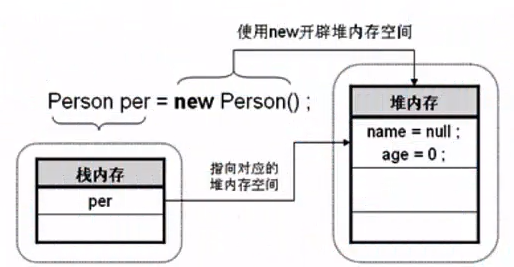 使用new开辟堆内存空间
Person per = new Person() ;
堆内存
name = null ;
age = 0 ;
指向对应的
堆内存空间
栈内存
per